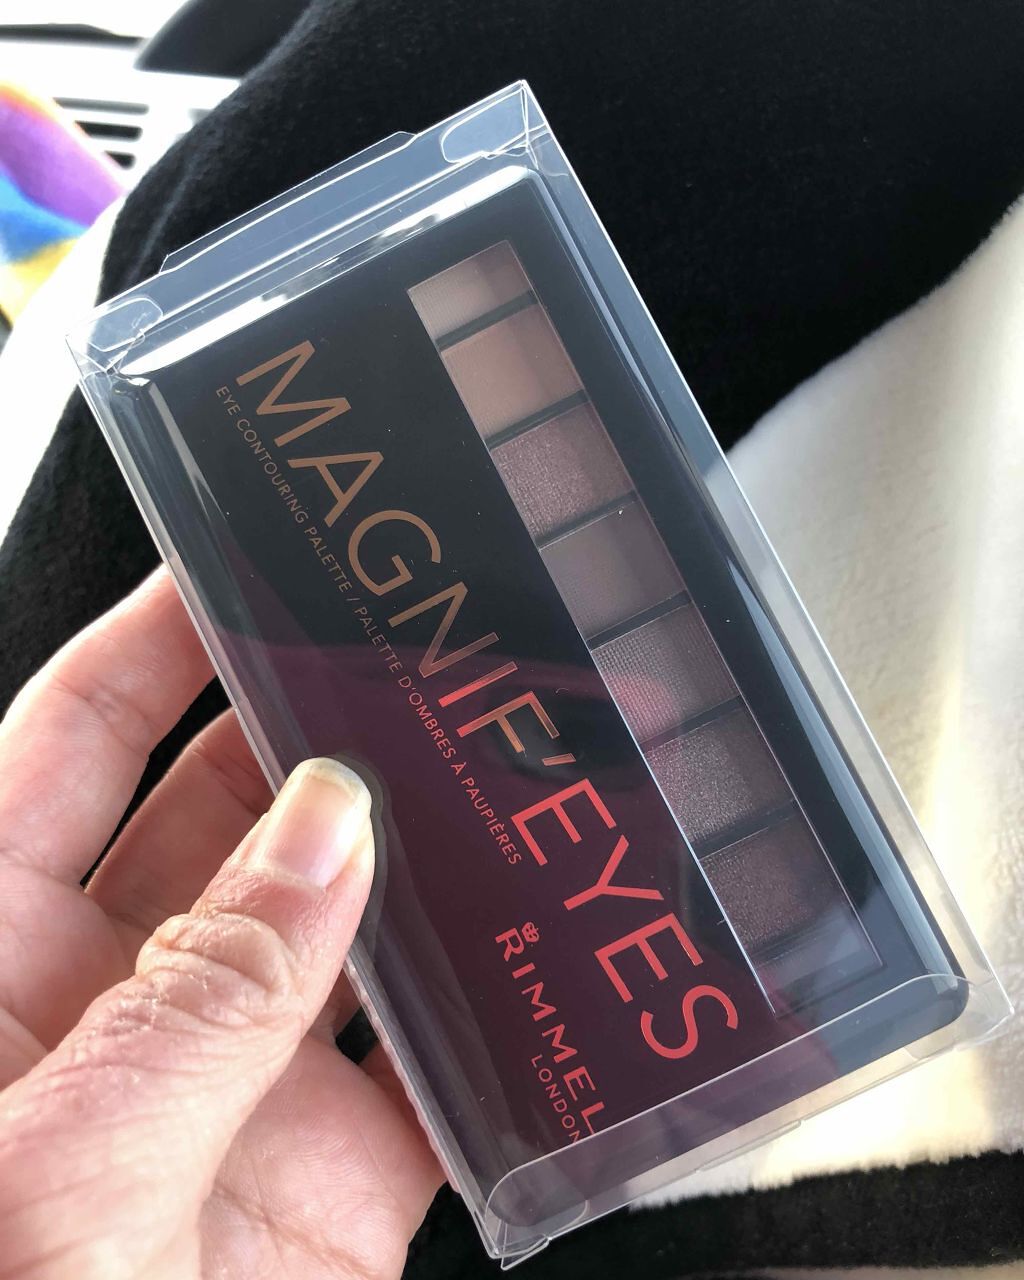 MAGNIF'EYES
EYE CONTOURING PALETTE / PALETTE D'OMBRES À PAUPIÈRES
RIMMEL
LONDON